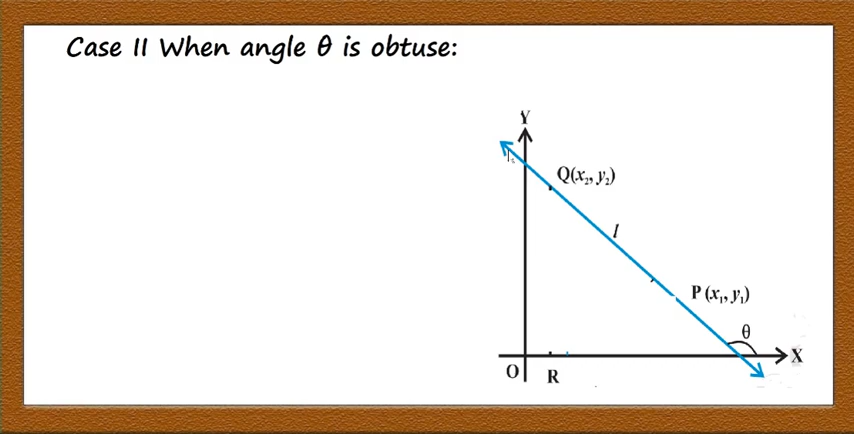 Case II When angle θ is obtuse:
Y
Q(x₂, y₂)
l
P (x₁, y₁)
θ
X
O
R